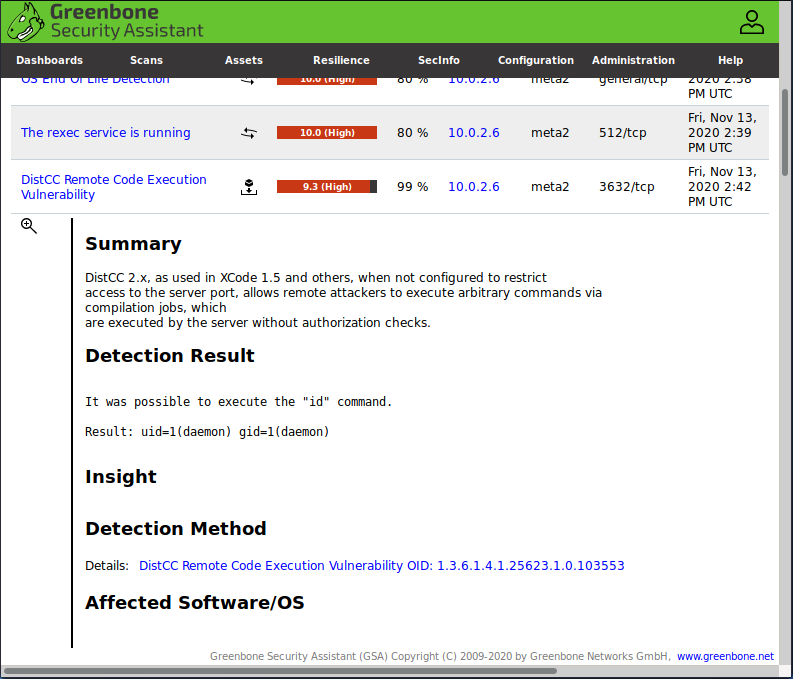 Greenbone
Security Assistant
Dashboards Scans Assets Resilience SecInfo Configuration Administration Help
OS End Of Life Detection 10.0 (High) 80 % 10.0.2.6 meta2 general/tcp 2020 2:38
PM UTC
Fri, Nov 13,
The rexec service is running 10.0 (High) 80 % 10.0.2.6 meta2 512/tcp 2020 2:39
PM UTC
Fri, Nov 13,
DistCC Remote Code Execution
Vulnerability 9.3 (High) 99 % 10.0.2.6 meta2 3632/tcp 2020 2:42
PM UTC
Summary
DistCC 2.x, as used in XCode 1.5 and others, when not configured to restrict
access to the server port, allows remote attackers to execute arbitrary commands via
compilation jobs, which
are executed by the server without authorization checks.
Detection Result
It was possible to execute the "id" command.
Result: uid=1(daemon) gid=1(daemon)
Insight
Detection Method
Details: DistCC Remote Code Execution Vulnerability OID: 1.3.6.1.4.1.25623.1.0.103553
Affected Software/OS
Greenbone Security Assistant (GSA) Copyright (C) 2009-2020 by Greenbone Networks GmbH, www.greenbone.net